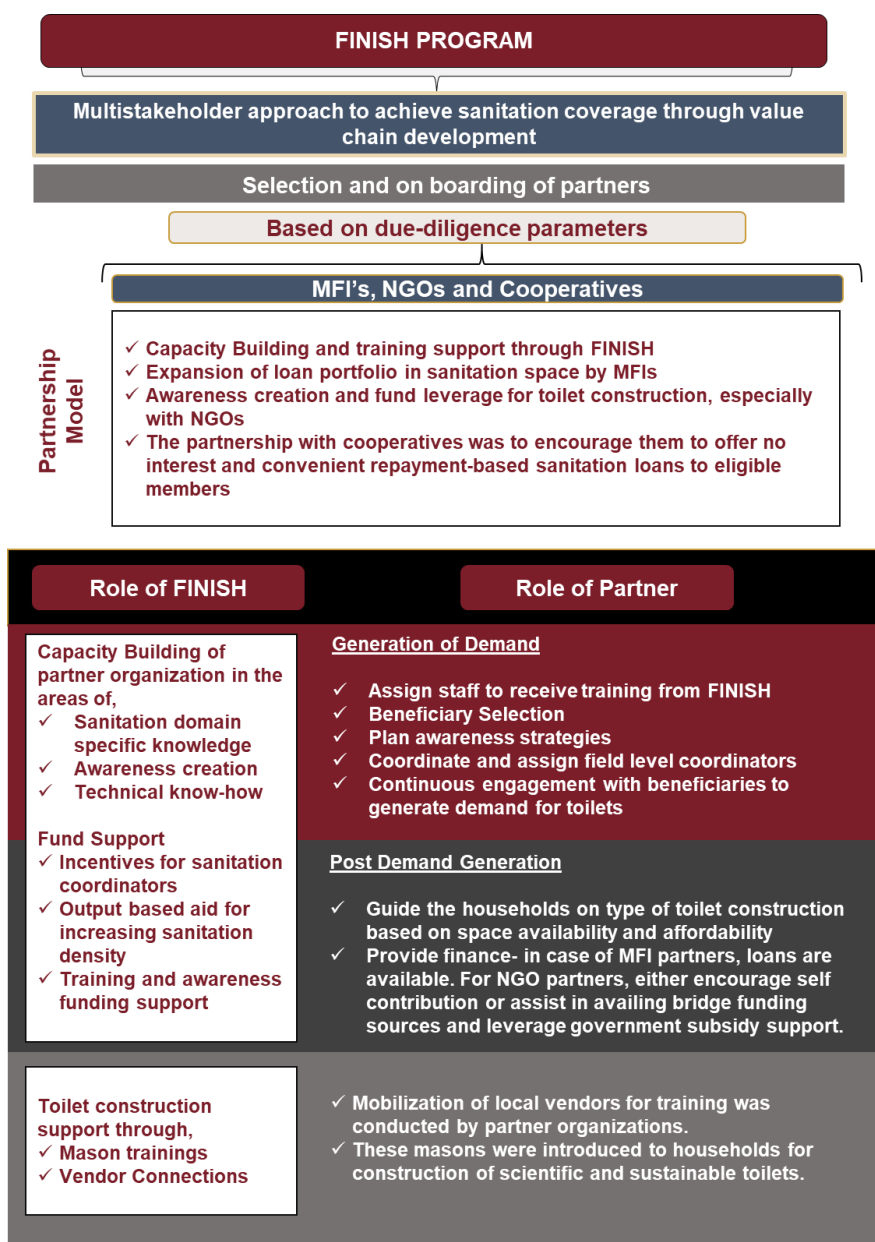 FINISH PROGRAM
Multistakeholder approach to achieve sanitation coverage through value
chain development
Selection and on boarding of partners
Based on due-diligence parameters
MFI's, NGOs and Cooperatives
Partnership
Model
✓ Capacity Building and training support through FINISH
✓ Expansion of loan portfolio in sanitation space by MFIs
✓ Awareness creation and fund leverage for toilet construction, especially
with NGOs
✓ The partnership with cooperatives was to encourage them to offer no
interest and convenient repayment-based sanitation loans to eligible
members
Role of FINISH
Role of Partner
Capacity Building of
partner organization in the
areas of,
✓ Sanitation domain
specific knowledge
✓ Awareness creation
✓ Technical know-how
Fund Support
✓ Incentives for sanitation
coordinators
✓ Output based aid for
increasing sanitation
density
✓ Training and awareness
funding support
Generation of Demand
✓ Assign staff to receive training from FINISH
✓ Beneficiary Selection
✓ Plan awareness strategies
✓ Coordinate and assign field level coordinators
✓ Continuous engagement with beneficiaries to
generate demand for toilets
Post Demand Generation
✓ Guide the households on type of toilet construction
based on space availability and affordability
✓ Provide finance- in case of MFI partners, loans are
available. For NGO partners, either encourage self
contribution or assist in availing bridge funding
sources and leverage government subsidy support.
Toilet construction
support through,
✓ Mason trainings
✓ Vendor Connections
✓ Mobilization of local vendors for training was
conducted by partner organizations.
✓ These masons were introduced to households for
construction of scientific and sustainable toilets.